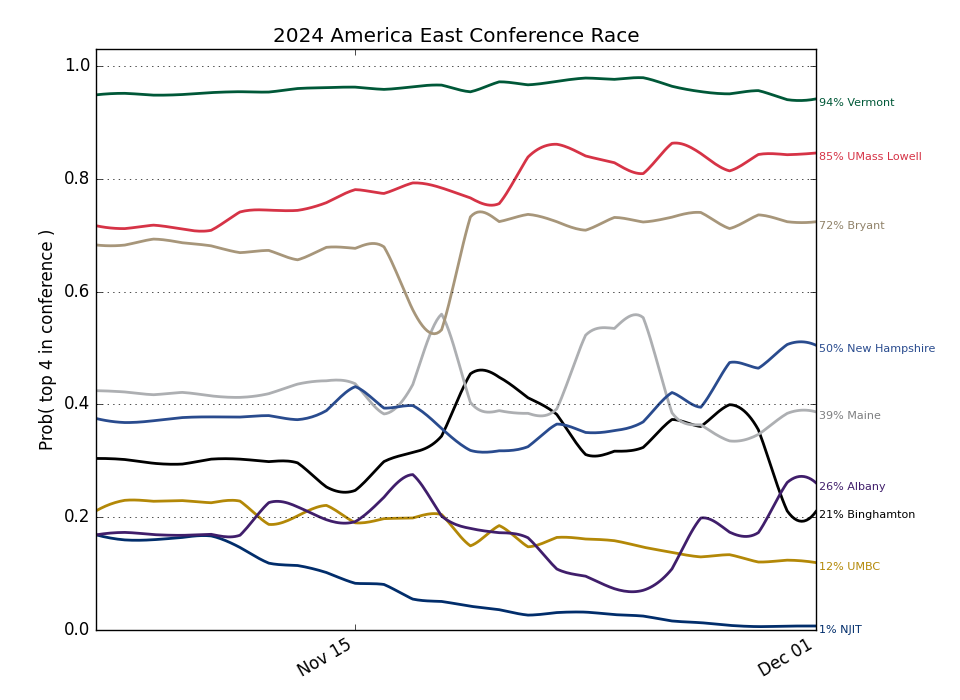 2024 America East Conference Race
Prob( top 4 in conference )
1.0
0.8
0.6
0.4
0.2
0.0
Nov 15
Dec 01
94% Vermont
85% UMass Lowell
72% Bryant
50% New Hampshire
39% Maine
26% Albany
21% Binghamton
12% UMBC
1% NJIT